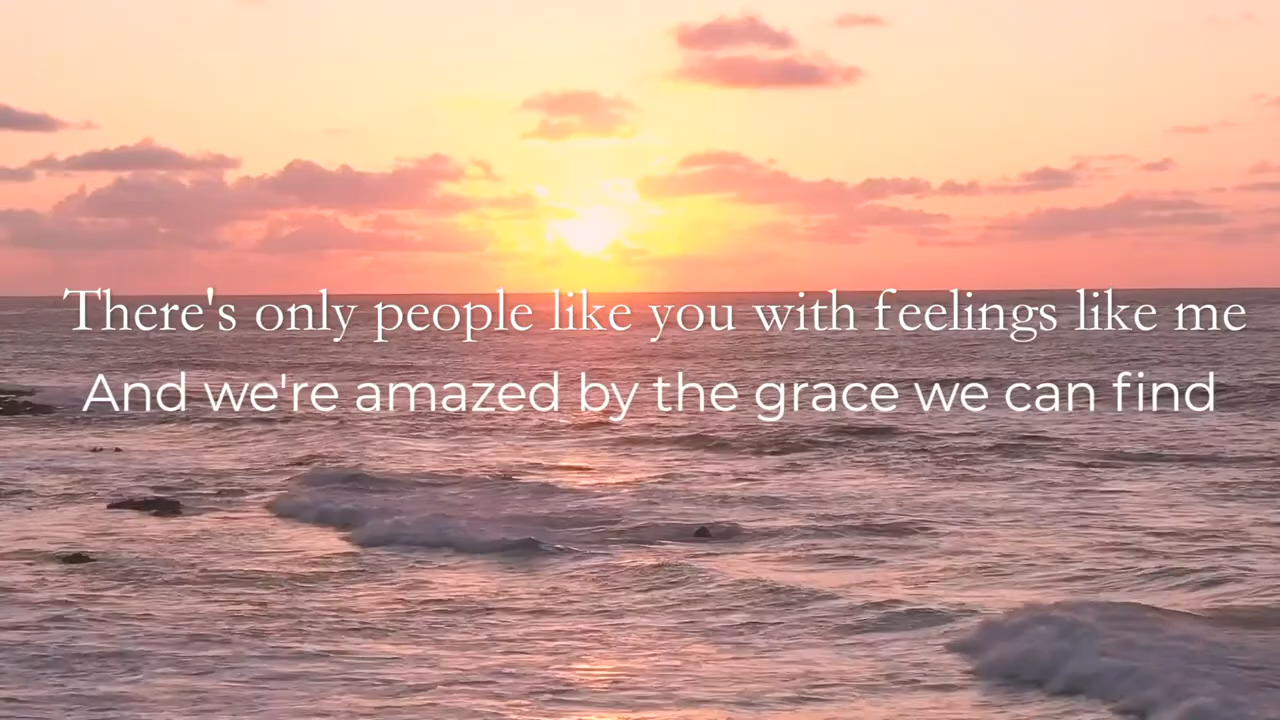 There's only people like you with feelings like me
And we're amazed by the grace we can find